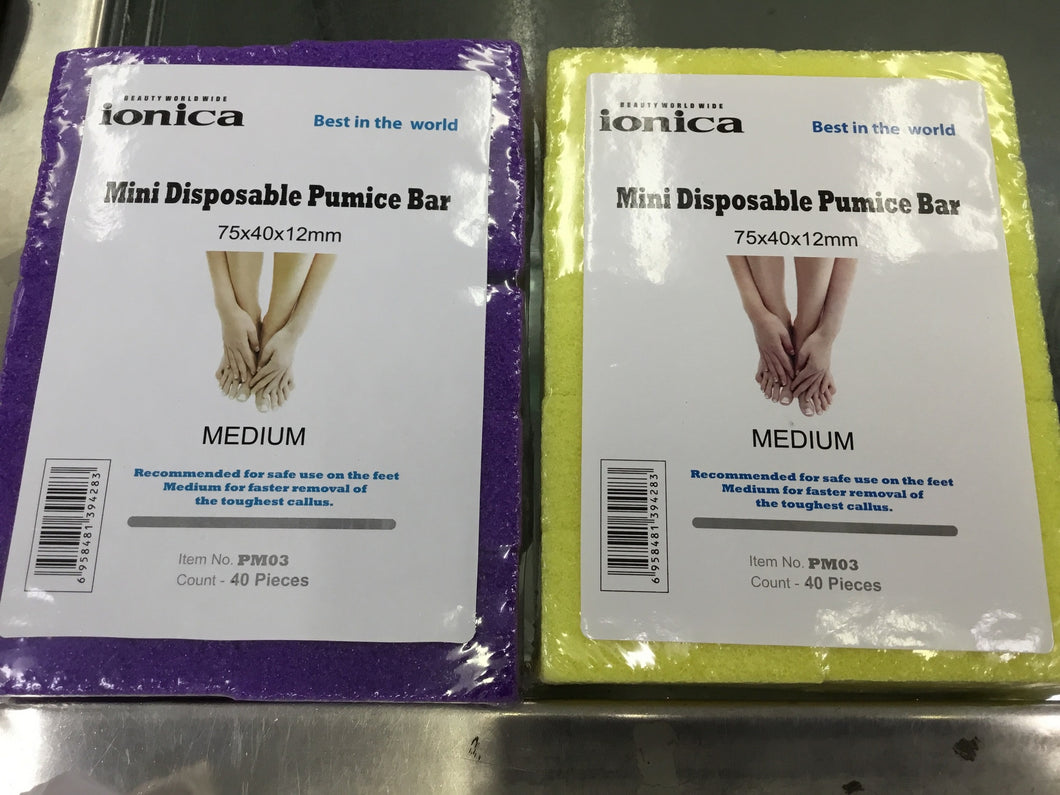 BEAUTY WORLD WIDE
ionica
Best in the world
Mini Disposable Pumice Bar
75x40x12mm
MEDIUM
Recommended for safe use on the feet
Medium for faster removal of
the toughest callus.
6 958481 394283
Item No. PM03
Count - 40 Pieces
BEAUTY WORLD WIDE
ionica
Best in the world
Mini Disposable Pumice Bar
75x40x12mm
MEDIUM
Recommended for safe use on the feet
Medium for faster removal of
the toughest callus.
6 958481 394283
Item No. PM03
Count - 40 Pieces